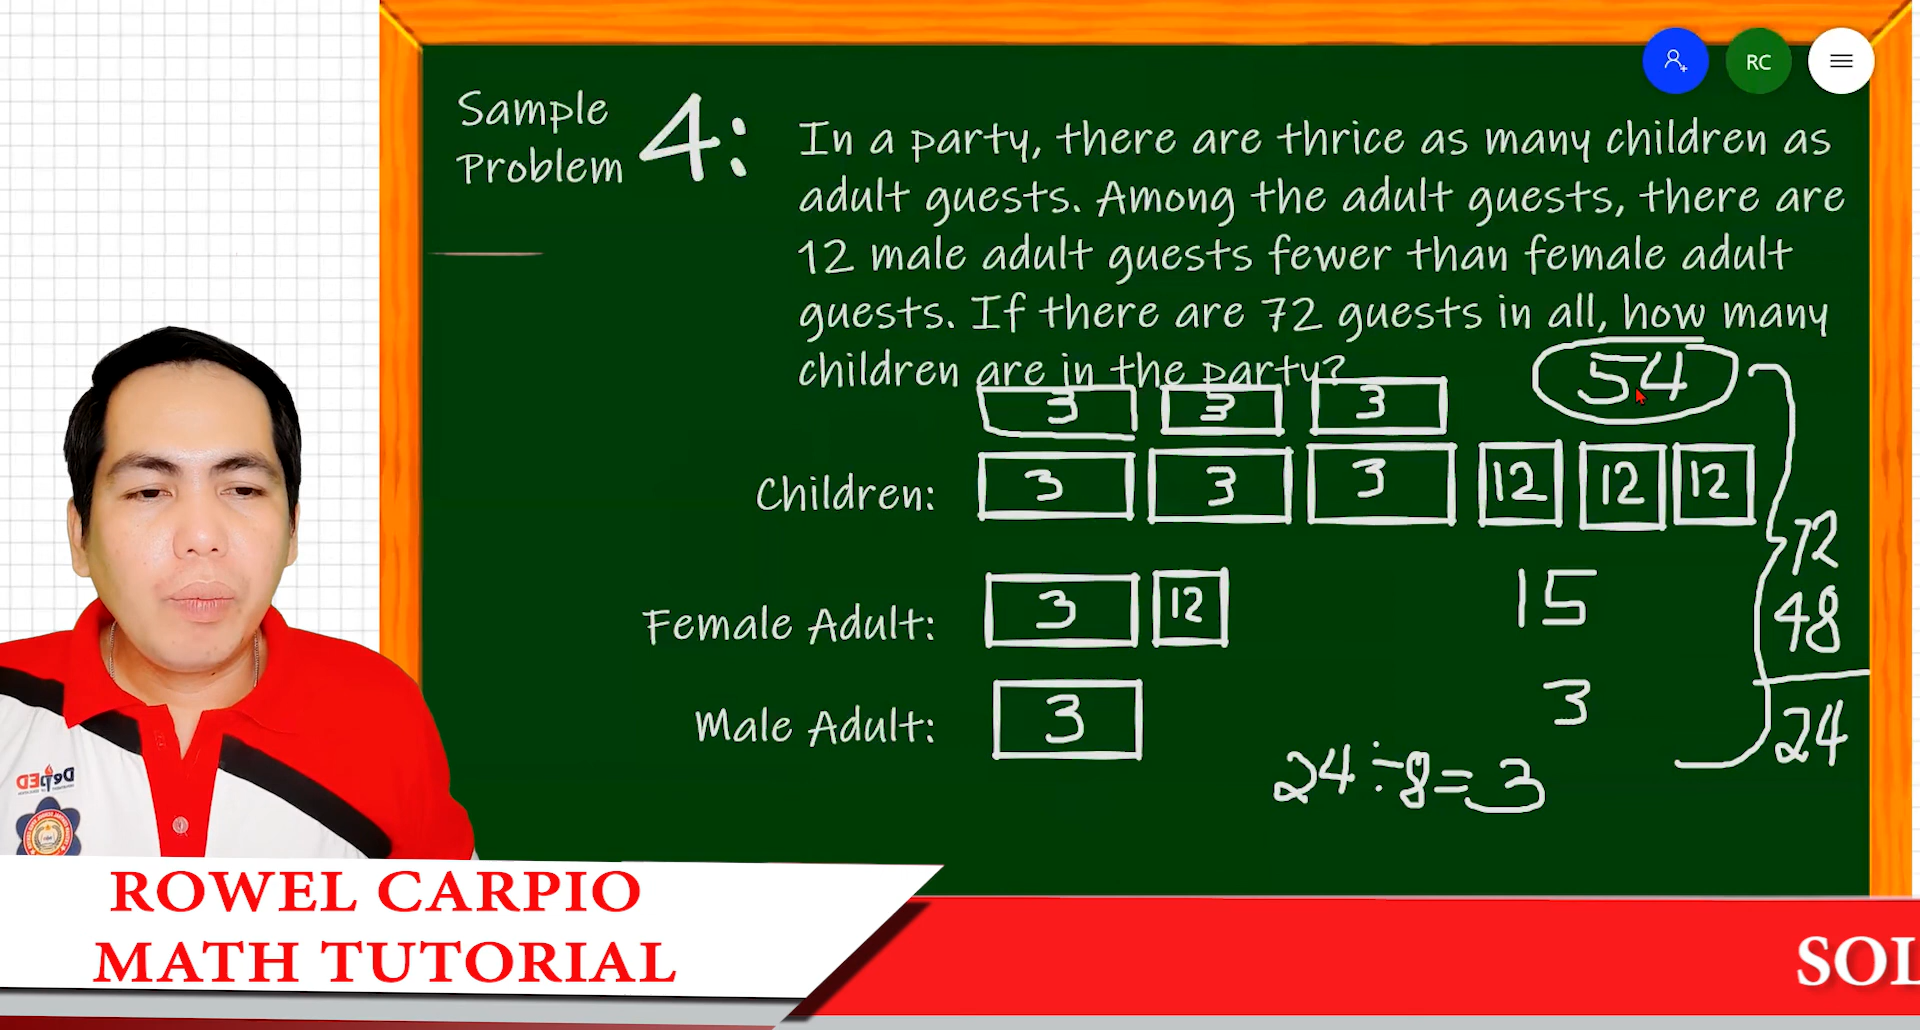 RC
Sample
Problem 4:
In a party, there are thrice as many children as
adult guests. Among the adult guests, there are
12 male adult guests fewer than female adult
guests. If there are 72 guests in all, how many
children are in the party?
54
3 3 3
Children: 3 3 3 12 12 12
72
Female Adult: 3 12 15
48
Male Adult: 3 3
24
24÷8=3
DepED
ROWEL CARPIO
MATH TUTORIAL
SOL